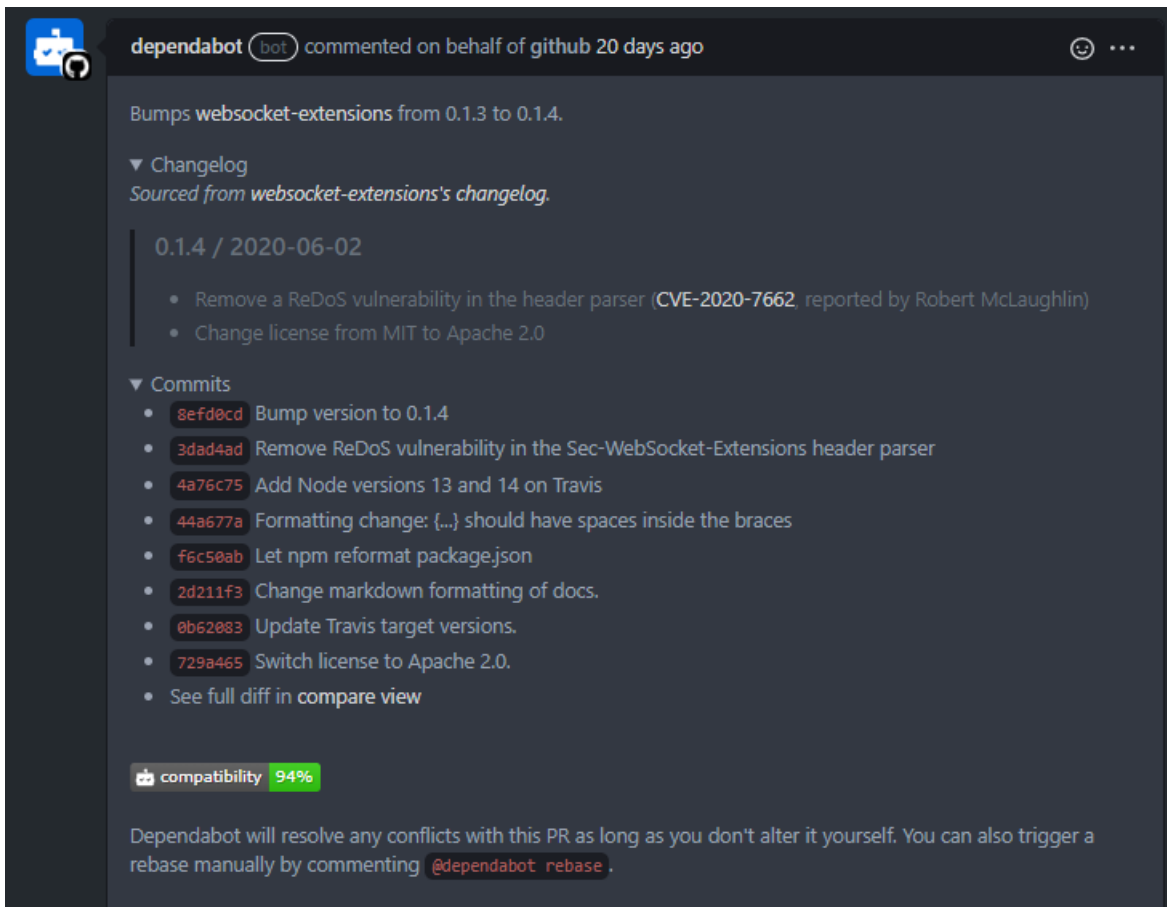 dependabot bot commented on behalf of github 20 days ago
Bumps websocket-extensions from 0.1.3 to 0.1.4.
▼ Changelog
Sourced from websocket-extensions's changelog.
0.1.4 / 2020-06-02
• Remove a ReDoS vulnerability in the header parser (CVE-2020-7662, reported by Robert McLaughlin)
• Change license from MIT to Apache 2.0
▼ Commits
• 8efd0cd Bump version to 0.1.4
• 3dad4ad Remove ReDoS vulnerability in the Sec-WebSocket-Extensions header parser
• 4a76c75 Add Node versions 13 and 14 on Travis
• 44a677a Formatting change: {...} should have spaces inside the braces
• f6c50ab Let npm reformat package.json
• 2d211f3 Change markdown formatting of docs.
• 0b62083 Update Travis target versions.
• 729a465 Switch license to Apache 2.0.
• See full diff in compare view
compatibility 94%
Dependabot will resolve any conflicts with this PR as long as you don't alter it yourself. You can also trigger a
rebase manually by commenting @dependabot rebase.